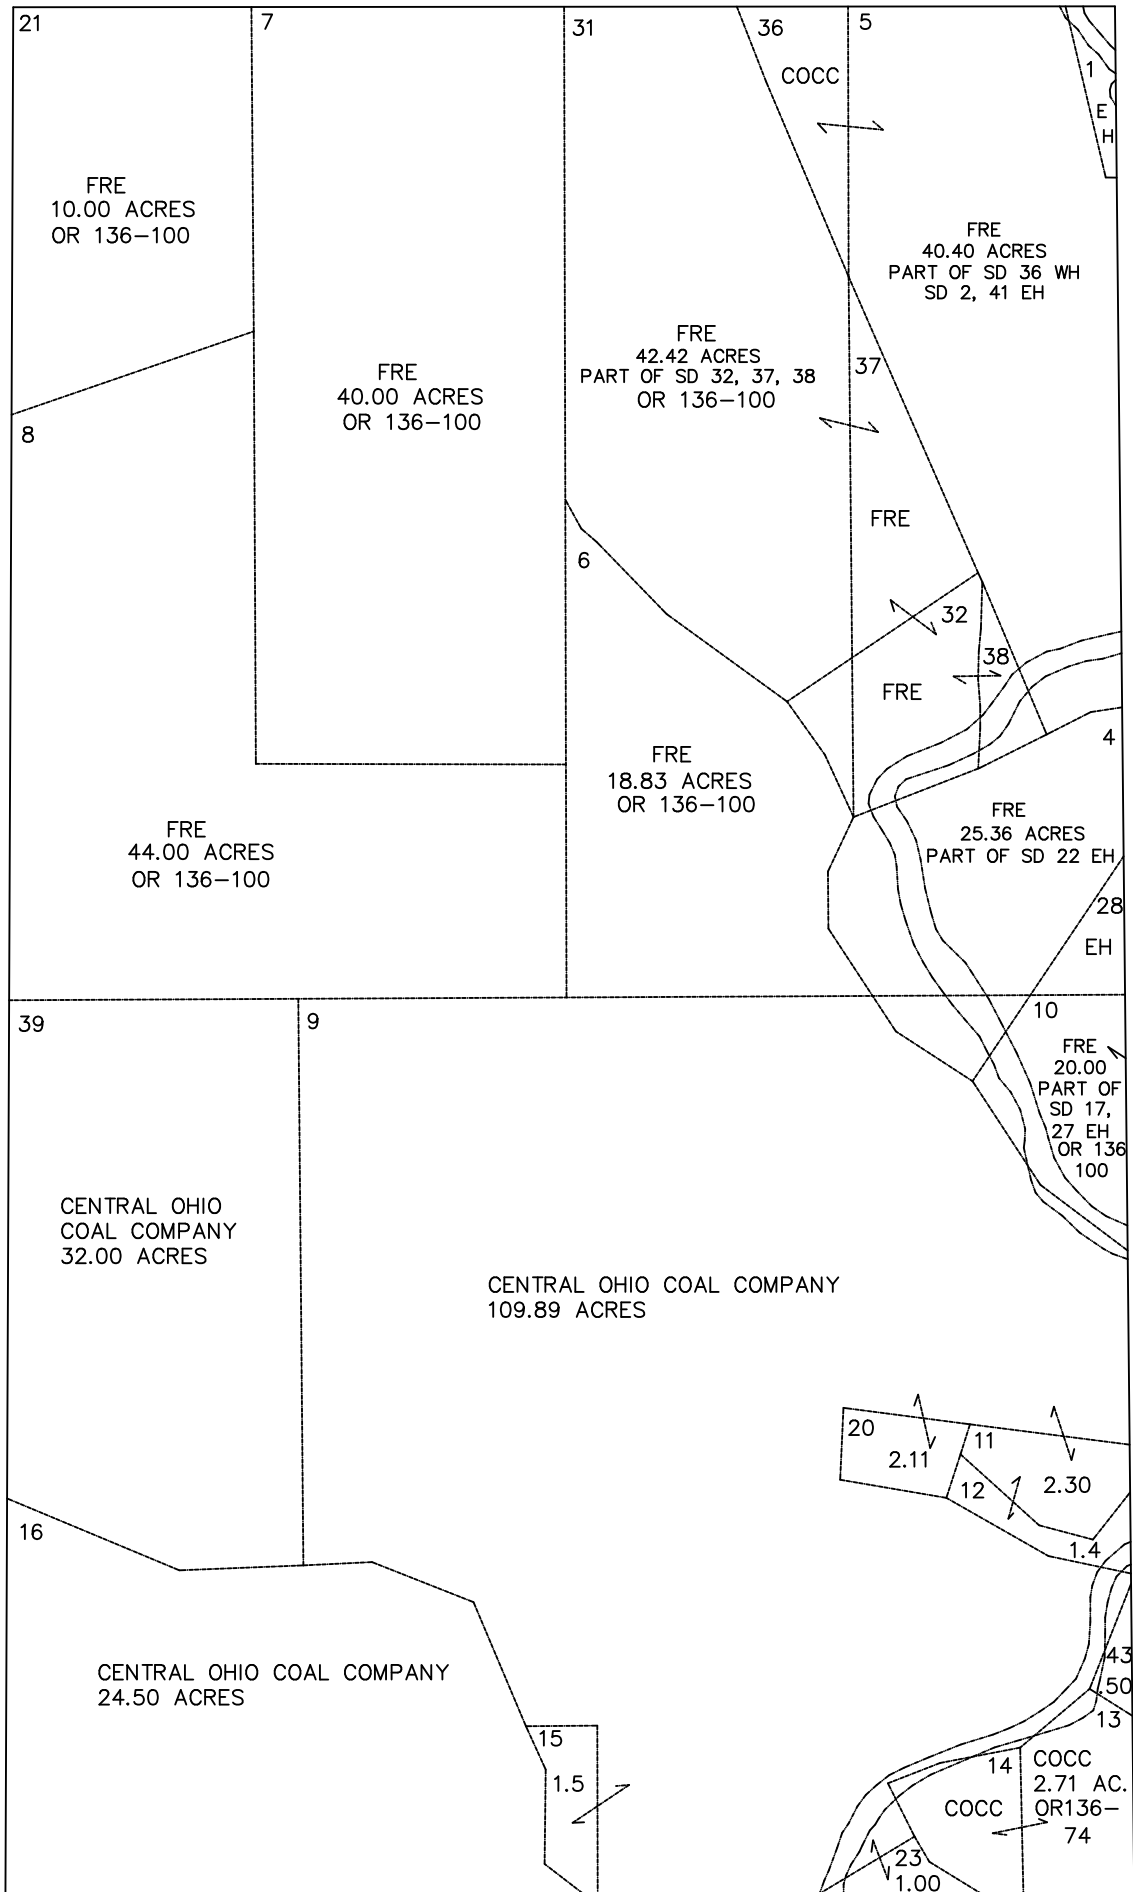 21
7
31
36
5
COCC
1
E
H
FRE
10.00 ACRES
OR 136-100
FRE
40.40 ACRES
PART OF SD 36 WH
SD 2, 41 EH
FRE
42.42 ACRES
PART OF SD 32, 37, 38
OR 136-100
37
FRE
40.00 ACRES
OR 136-100
8
FRE
6
32
38
FRE
4
FRE
18.83 ACRES
OR 136-100
FRE
25.36 ACRES
PART OF SD 22 EH
FRE
44.00 ACRES
OR 136-100
28
EH
39
9
10
FRE
20.00
PART OF
SD 17,
27 EH
OR 136
100
CENTRAL OHIO
COAL COMPANY
32.00 ACRES
CENTRAL OHIO COAL COMPANY
109.89 ACRES
20
2.11
11
12
2.30
1.4
16
CENTRAL OHIO COAL COMPANY
24.50 ACRES
43
.50
13
15
1.5
14
COCC
COCC
2.71 AC.
OR136-
74
23
1.00